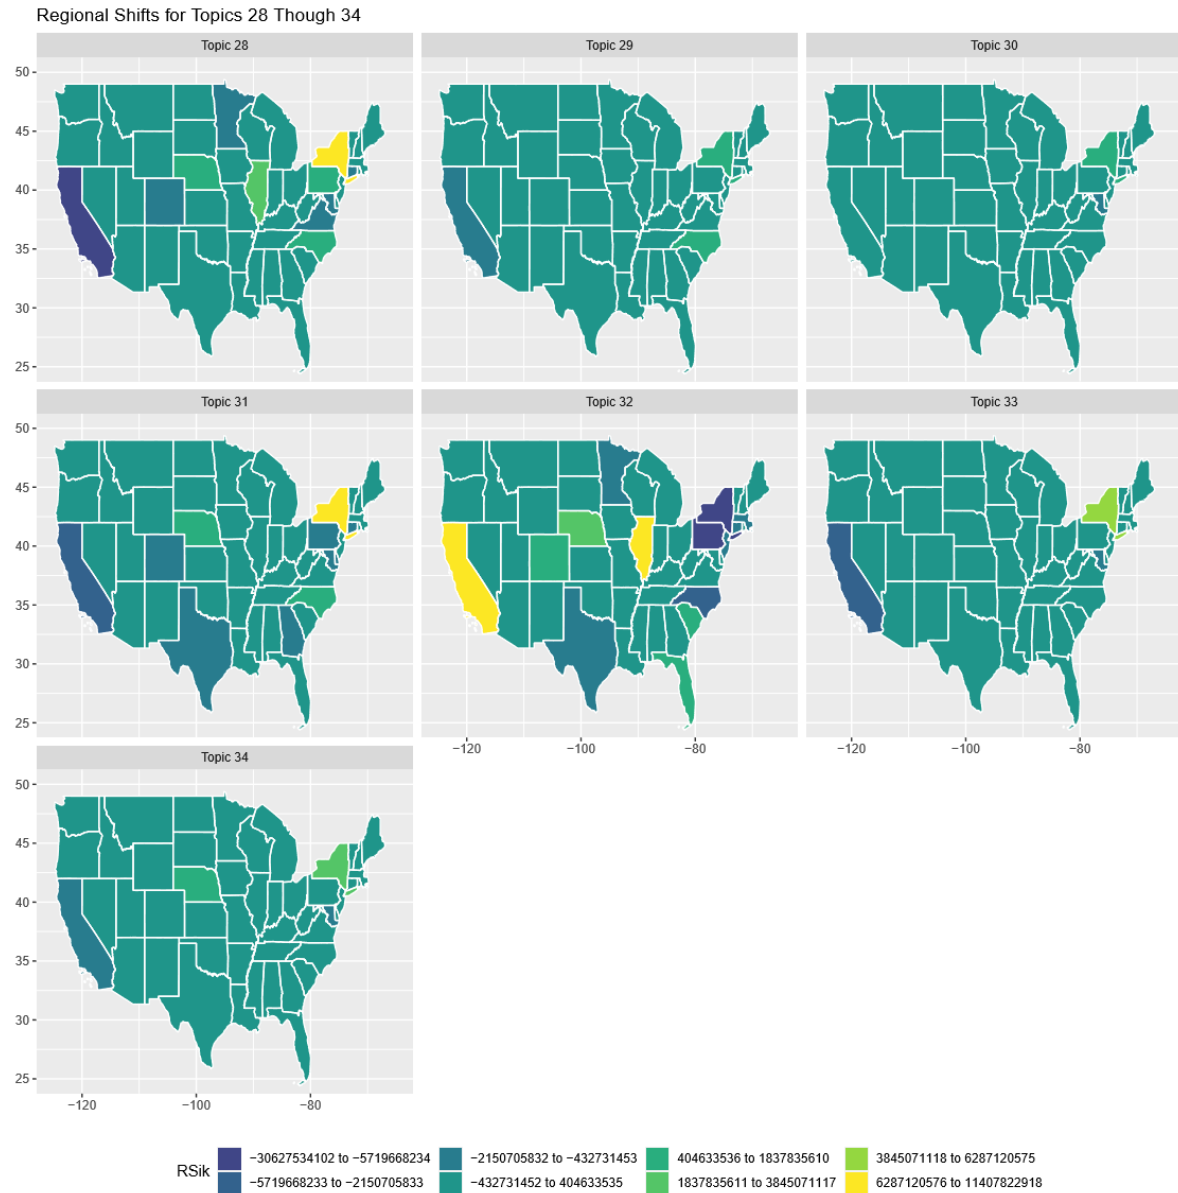 Regional Shifts for Topics 28 Though 34
Topic 28
Topic 29
Topic 30
50
45
40
35
30
25
Topic 31
Topic 32
Topic 33
50
45
40
35
30
25
−120
−100
−80
−120
−100
−80
Topic 34
50
45
40
35
30
25
−120
−100
−80
RSik
−30627534102 to −5719668234
−5719668233 to −2150705833
−2150705832 to −432731453
−432731452 to 404633535
404633536 to 1837835610
1837835611 to 3845071117
3845071118 to 6287120575
6287120576 to 11407822918